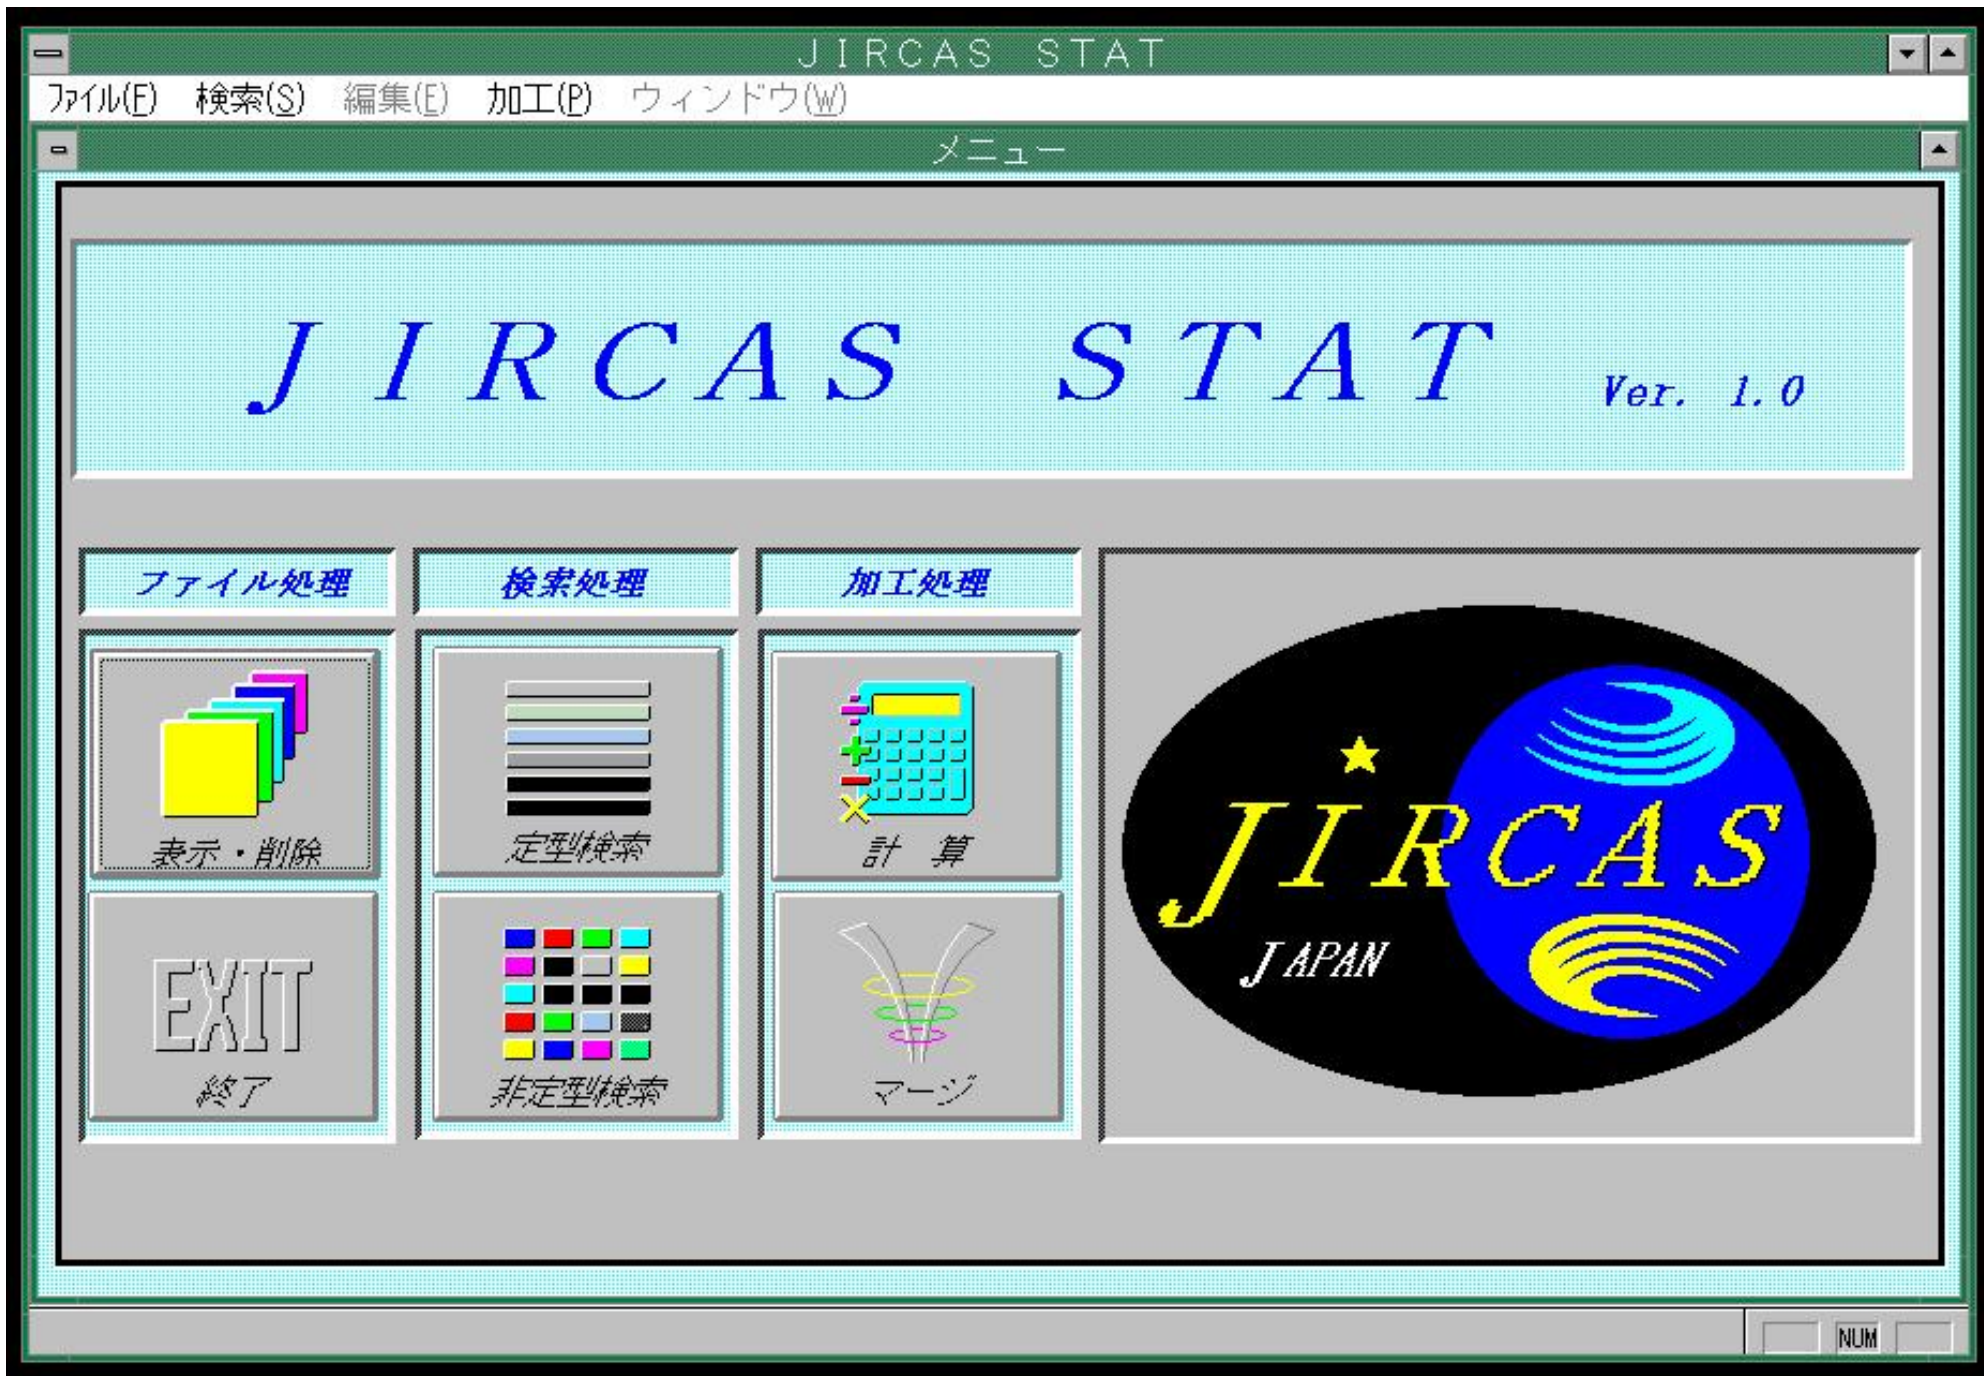 JIRCAS STAT
ファイル(F) 検索(S) 編集(E) 加工(P) ウィンドウ(W)
メニュー
JIRCAS STAT Ver. 1.0
ファイル処理 検索処理 加工処理
表示・削除 定型検索 計 算
EXIT
終了 非定型検索 マージ
JIRCAS
JAPAN
NUM